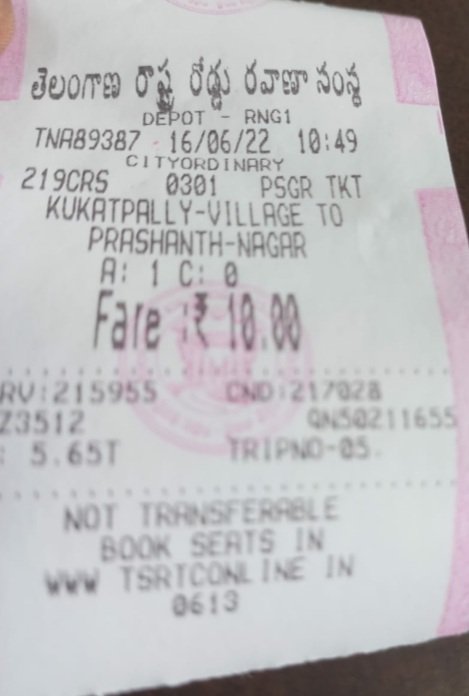 తెలంగాణ రాష్ట్ర రోడ్డు రవాణా సంస్థ
DEPOT - RNG1
TNA89387 16/06/22 10:49
CITYORDINARY
219CRS 0301 PSGR TKT
KUKATPALLY-VILLAGE TO
PRASHANTH-NAGAR
A: 1 C: 0
Fare :₹ 10.00
RV:215955 CND:217028
Z3512 QN50211655
: 5.65T TRIPNO-05.
NOT TRANSFERABLE
BOOK SEATS IN
WWW TSRTCONLINE IN
0613